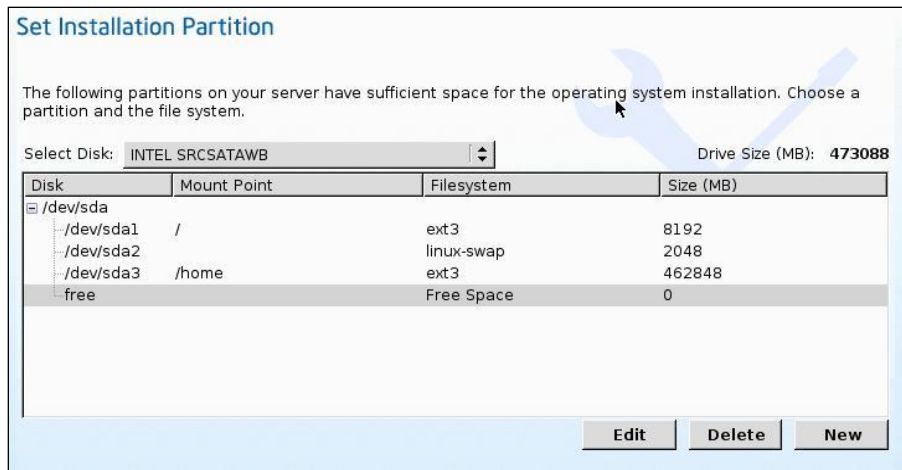 Set Installation Partition
The following partitions on your server have sufficient space for the operating system installation. Choose a
partition and the file system.
Select Disk: INTEL SRCSATAWB Drive Size (MB): 473088
Disk Mount Point Filesystem Size (MB)
/dev/sda
/dev/sda1 / ext3 8192
/dev/sda2 linux-swap 2048
/dev/sda3 /home ext3 462848
free Free Space 0
Edit Delete New